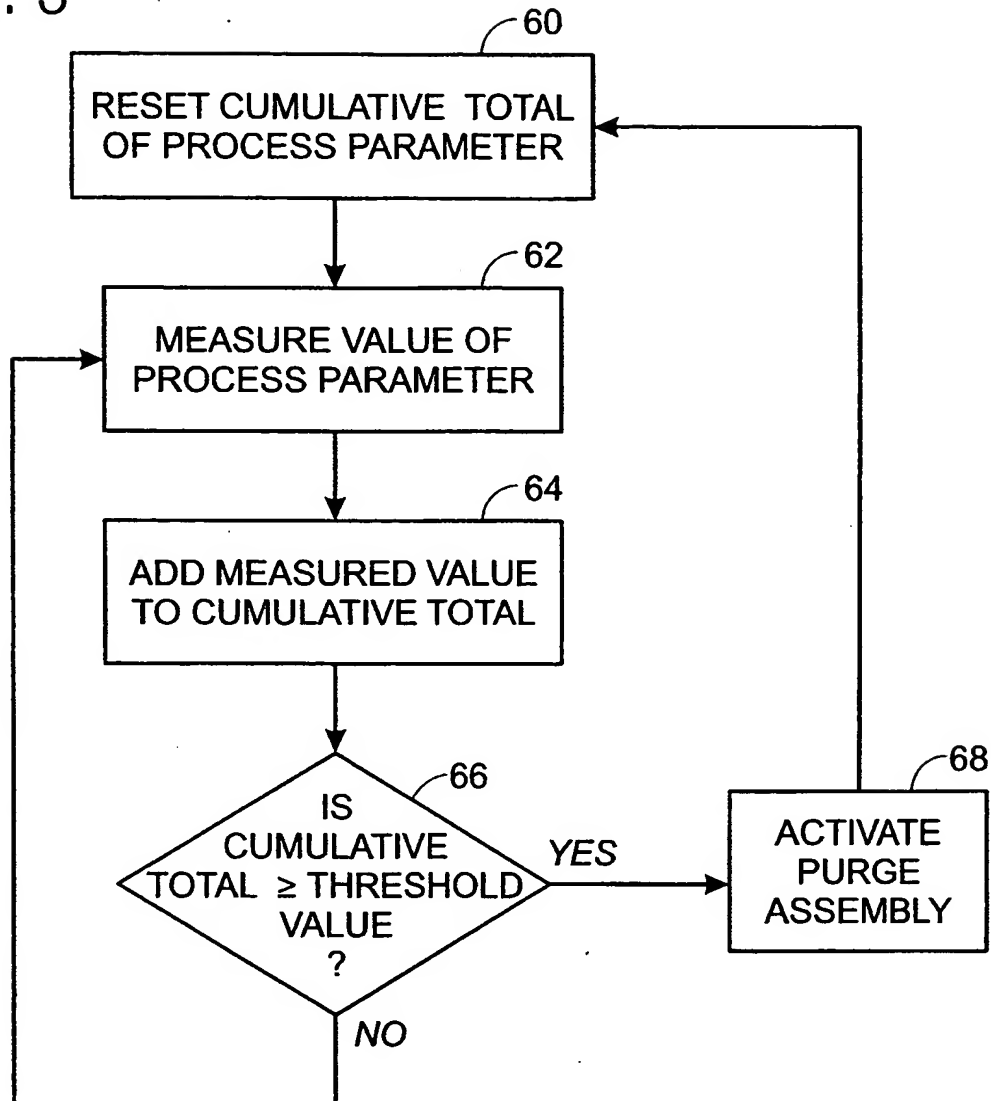 60
RESET CUMULATIVE TOTAL
OF PROCESS PARAMETER
62
MEASURE VALUE OF
PROCESS PARAMETER
64
ADD MEASURED VALUE
TO CUMULATIVE TOTAL
66
IS
CUMULATIVE
TOTAL ≥ THRESHOLD
VALUE
?
YES
68
ACTIVATE
PURGE
ASSEMBLY
NO